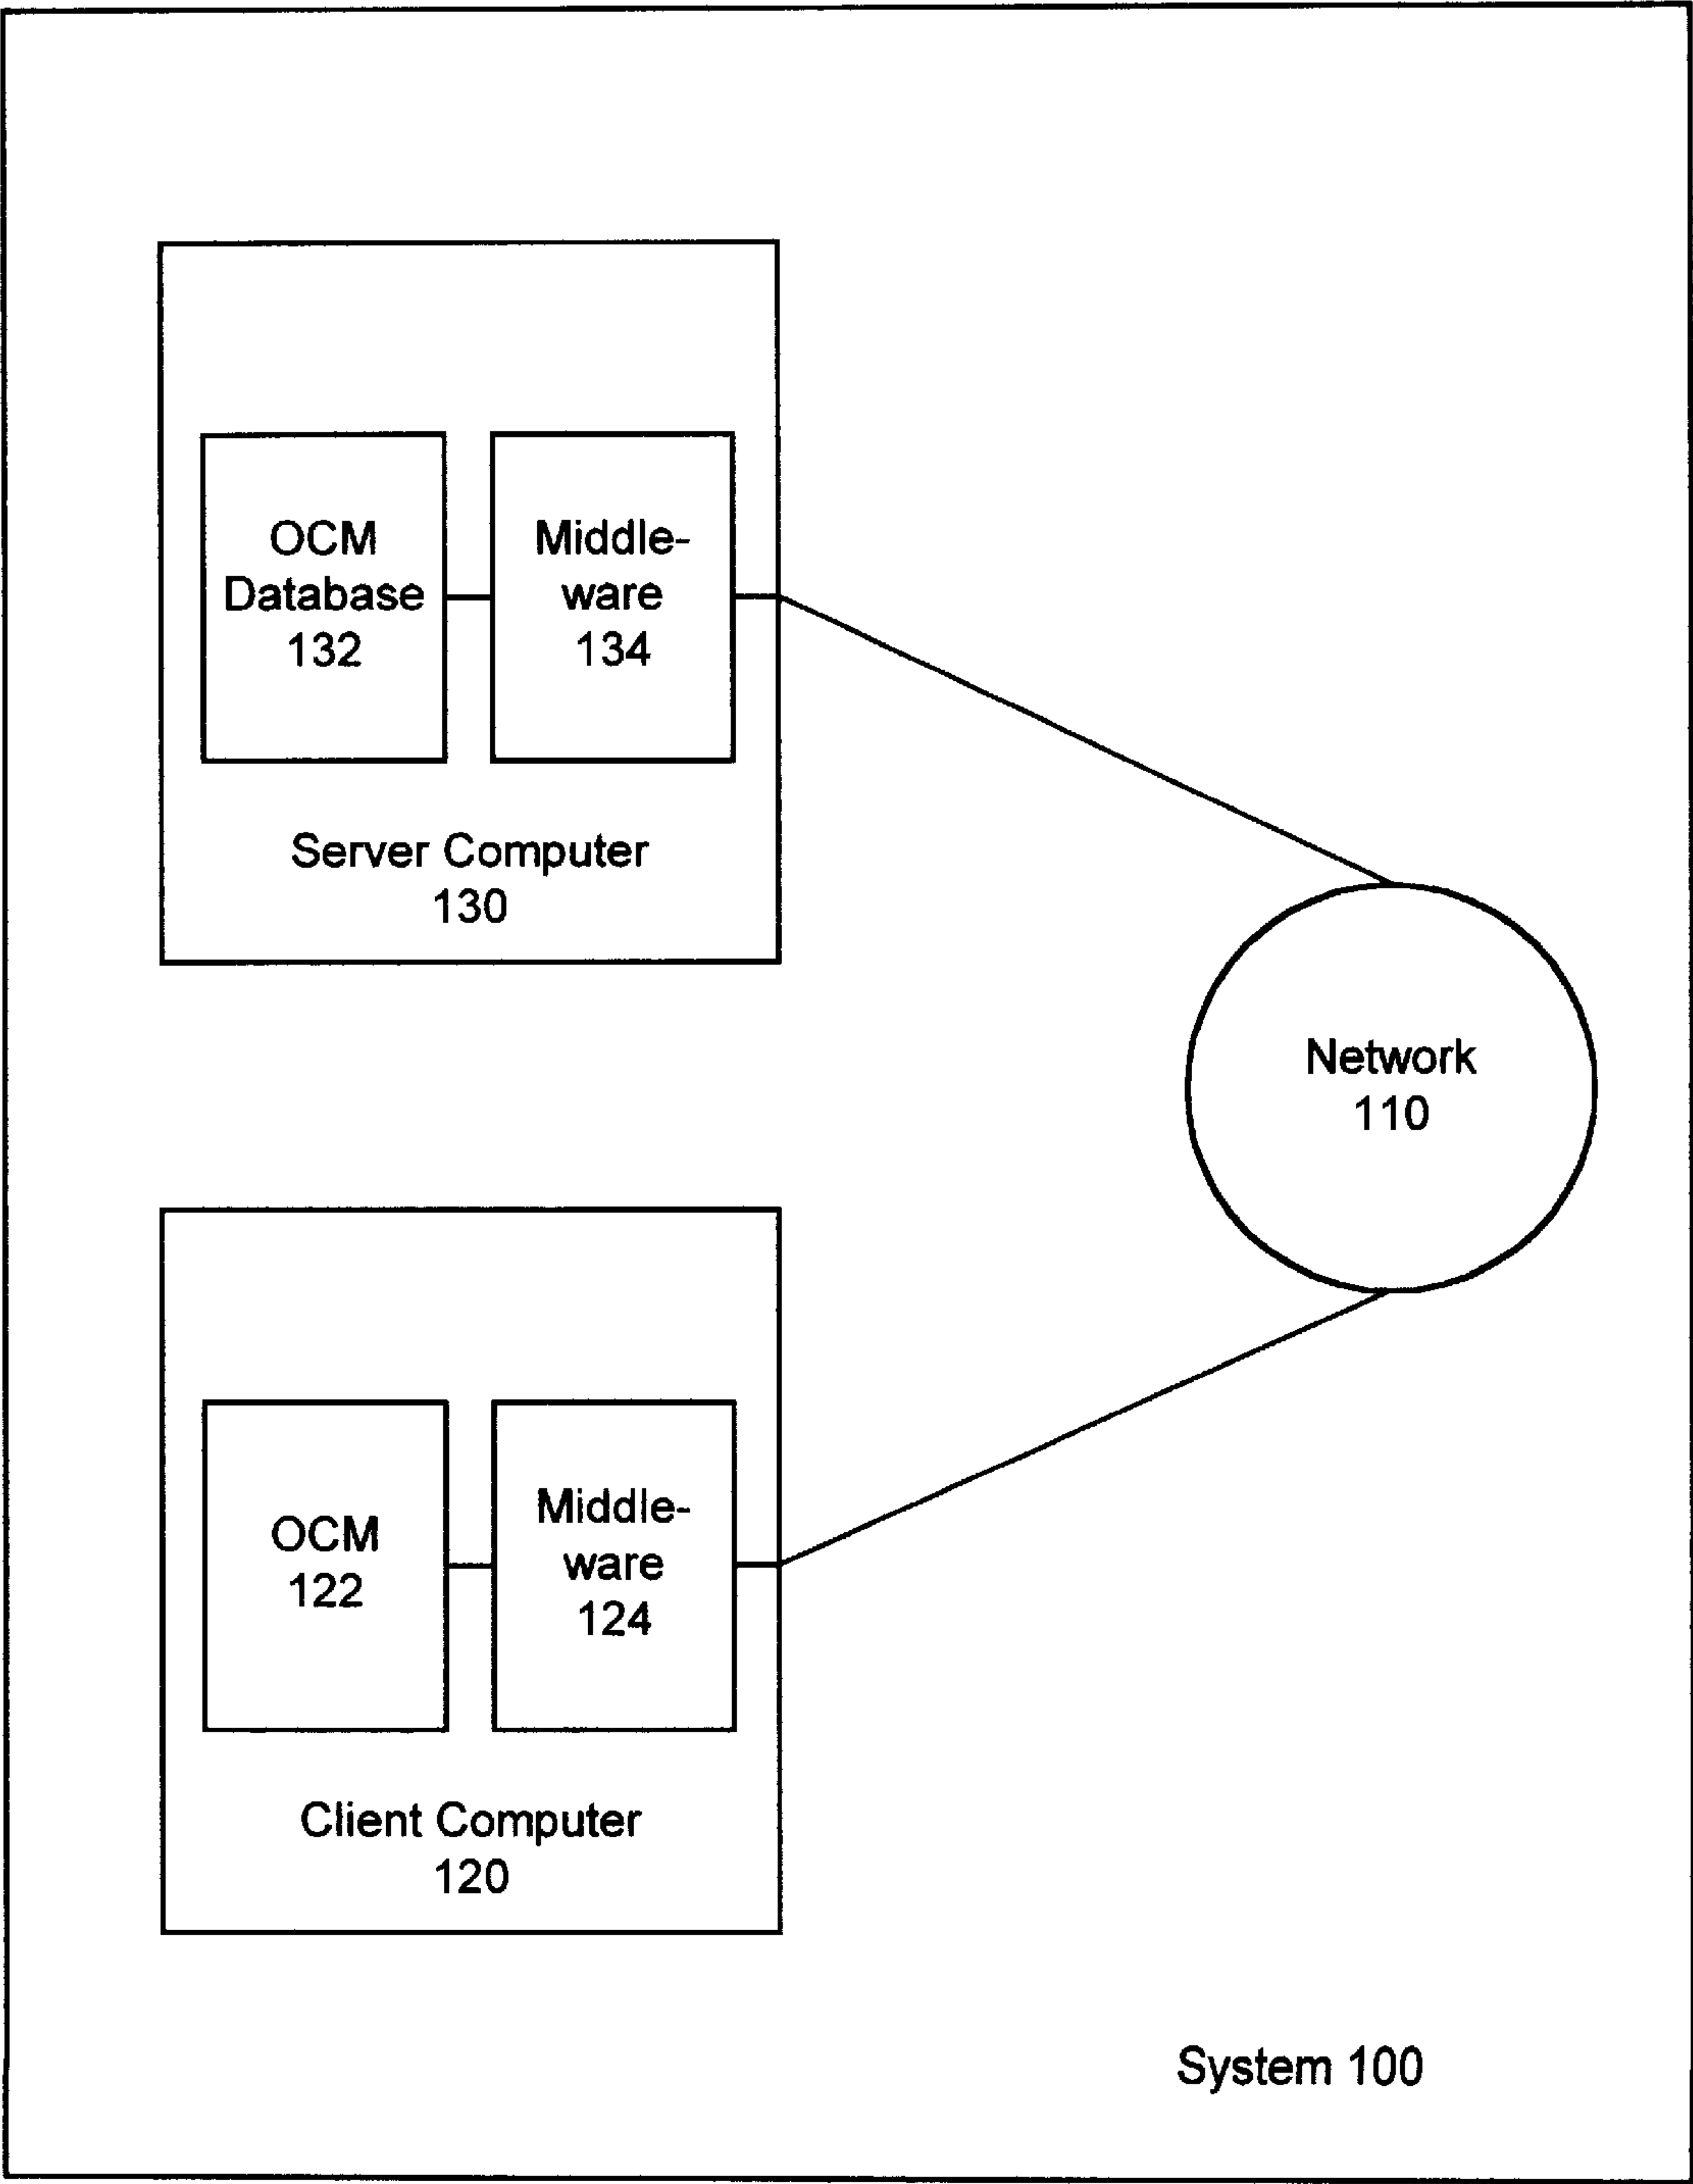 OCM
Database
132
Middle-
ware
134
Server Computer
130
Network
110
OCM
122
Middle-
ware
124
Client Computer
120
System 100